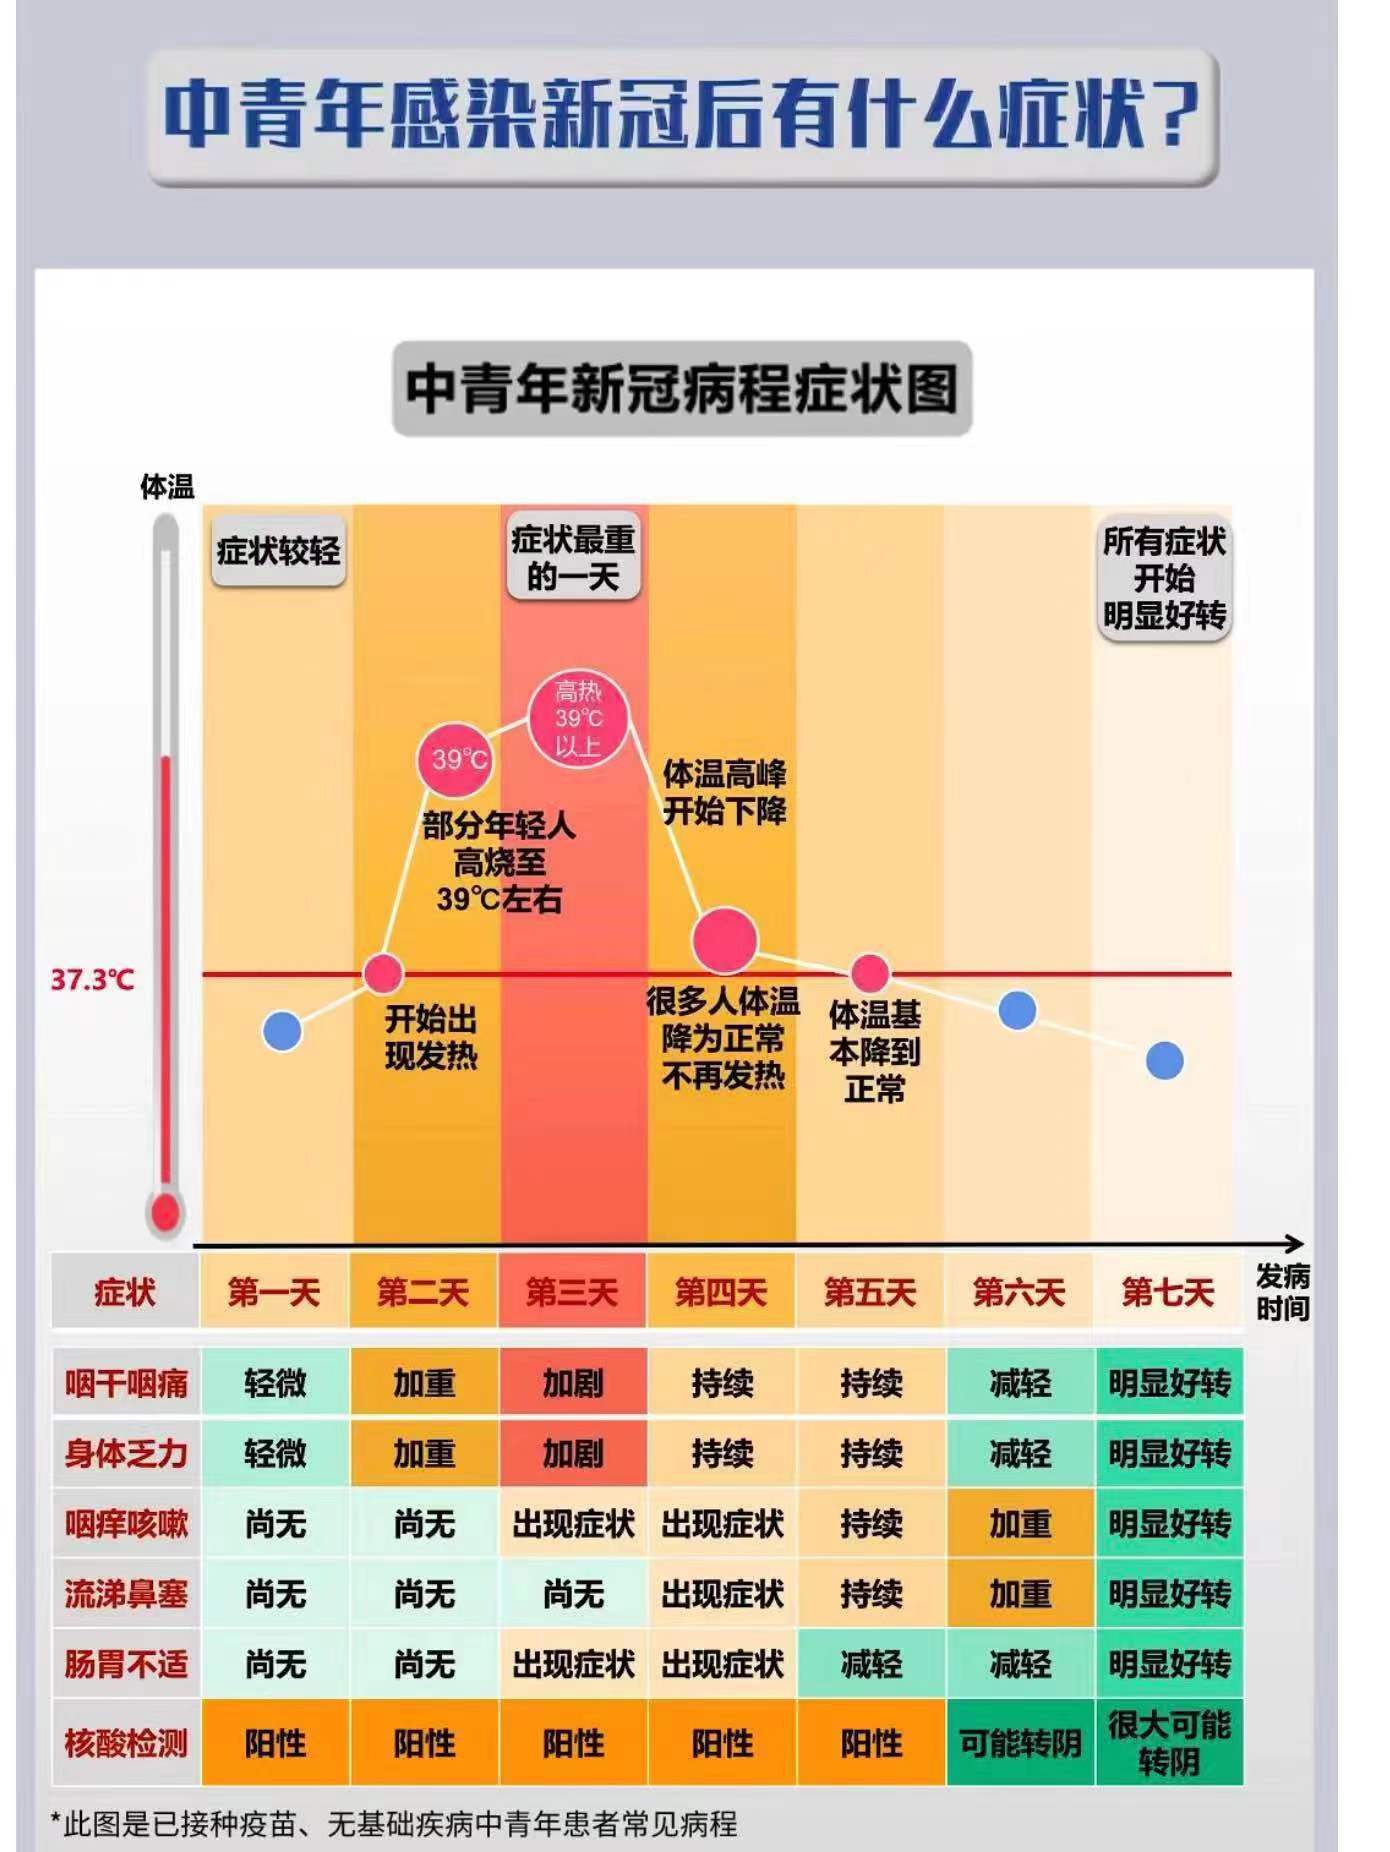 中青年感染新冠后有什么症状?
中青年新冠病程症状图
体温
症状较轻
症状最重
的一天
所有症状
开始
明显好转
高热
39℃
以上
39℃
部分年轻人
高烧至
39℃左右
体温高峰
开始下降
37.3℃
开始出
现发热
很多人体温
降为正常
不再发热
体温基
本降到
正常
症状 第一天 第二天 第三天 第四天 第五天 第六天 第七天
发病
时间
咽干咽痛 轻微 加重 加剧 持续 持续 减轻 明显好转
身体乏力 轻微 加重 加剧 持续 持续 减轻 明显好转
咽痒咳嗽 尚无 尚无 出现症状 出现症状 持续 加重 明显好转
流涕鼻塞 尚无 尚无 尚无 出现症状 持续 加重 明显好转
肠胃不适 尚无 尚无 出现症状 出现症状 减轻 减轻 明显好转
核酸检测 阳性 阳性 阳性 阳性 阳性 可能转阴 很大可能
转阴
*此图是已接种疫苗、无基础疾病中青年患者常见病程